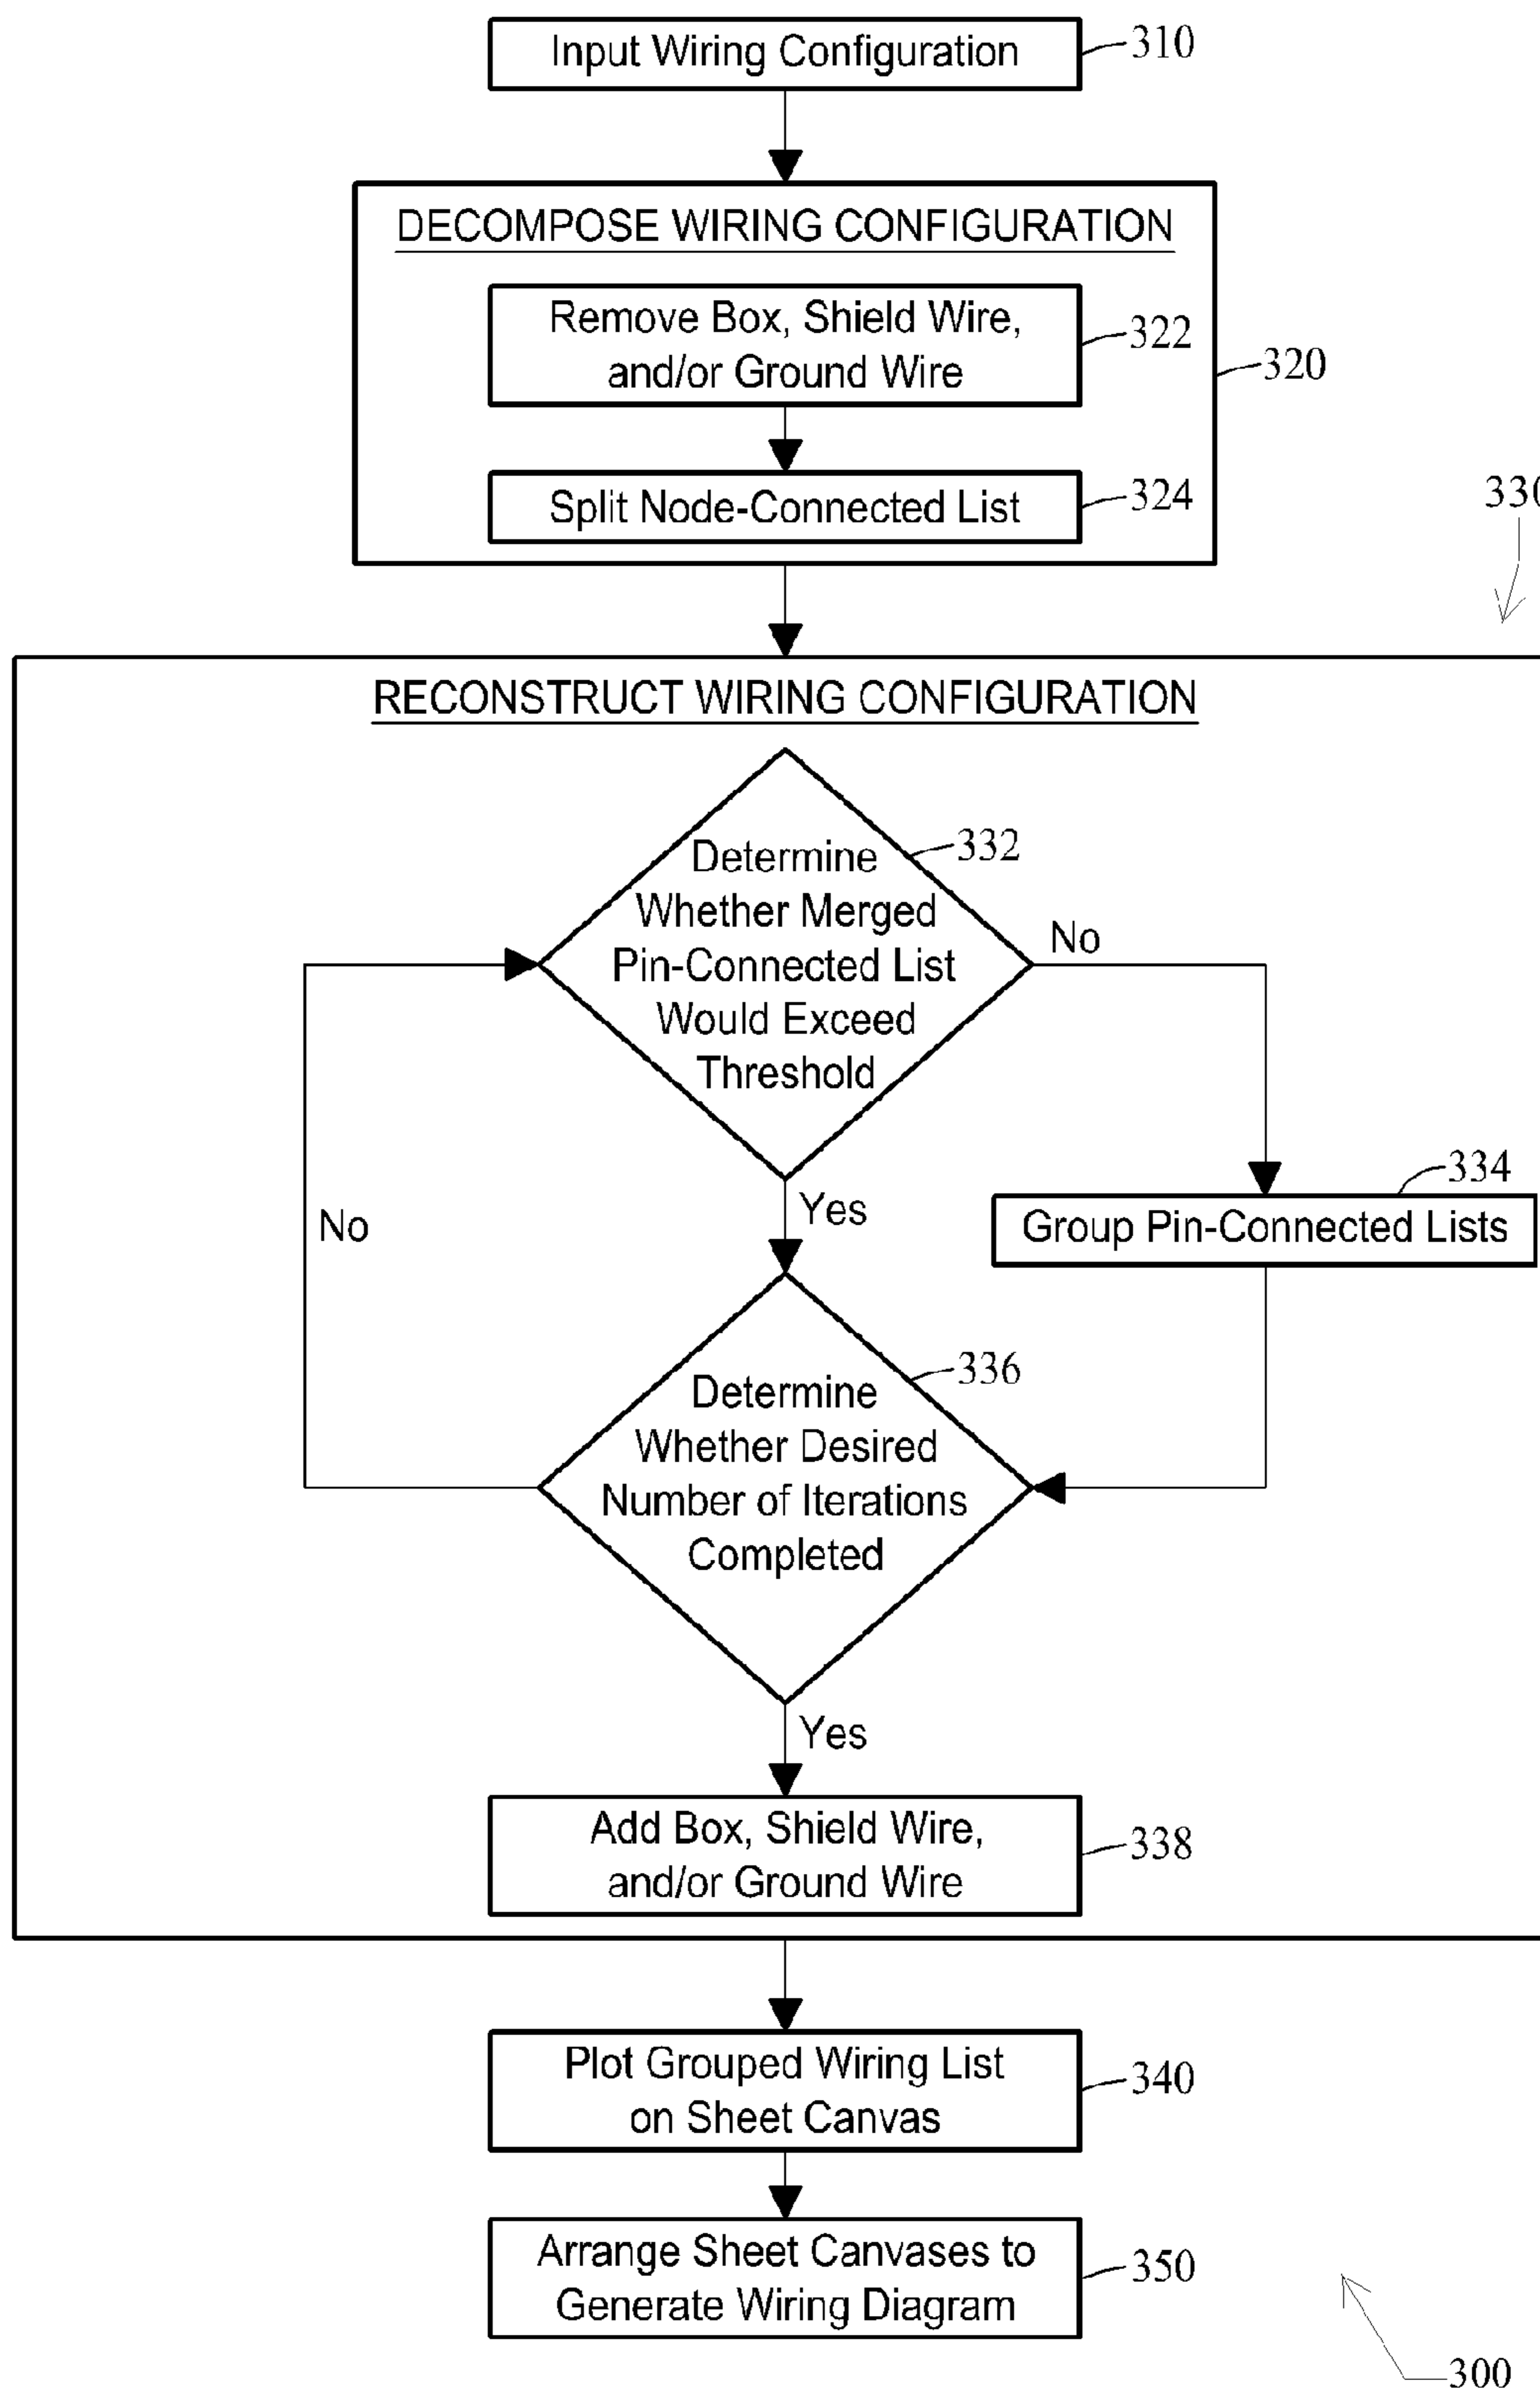 Input Wiring Configuration
310
DECOMPOSE WIRING CONFIGURATION
Remove Box, Shield Wire,
and/or Ground Wire
322
320
Split Node-Connected List
324
330
RECONSTRUCT WIRING CONFIGURATION
Determine
Whether Merged
Pin-Connected List
Would Exceed
Threshold
332
No
Yes
334
Group Pin-Connected Lists
No
Determine
Whether Desired
Number of Iterations
Completed
336
Yes
Add Box, Shield Wire,
and/or Ground Wire
338
Plot Grouped Wiring List
on Sheet Canvas
340
Arrange Sheet Canvases to
Generate Wiring Diagram
350
300